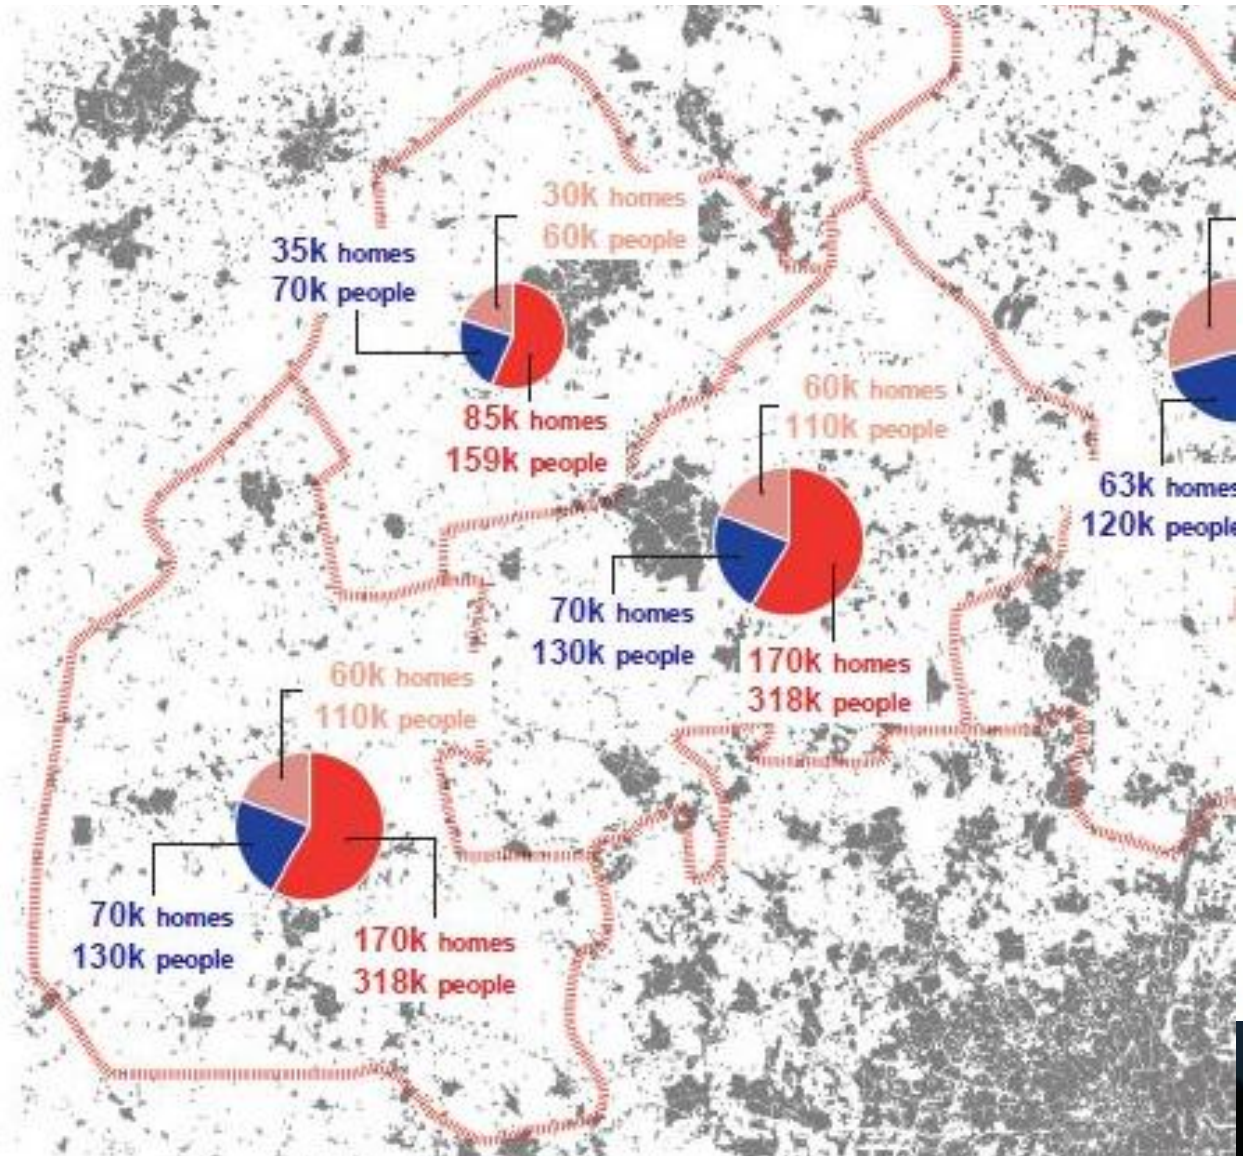 30k homes
60k people
35k homes
70k people
85k homes
159k people
60k homes
110k people
63k homes
120k people
70k homes
130k people
170k homes
318k people
60k homes
110k people
70k homes
130k people
170k homes
318k people